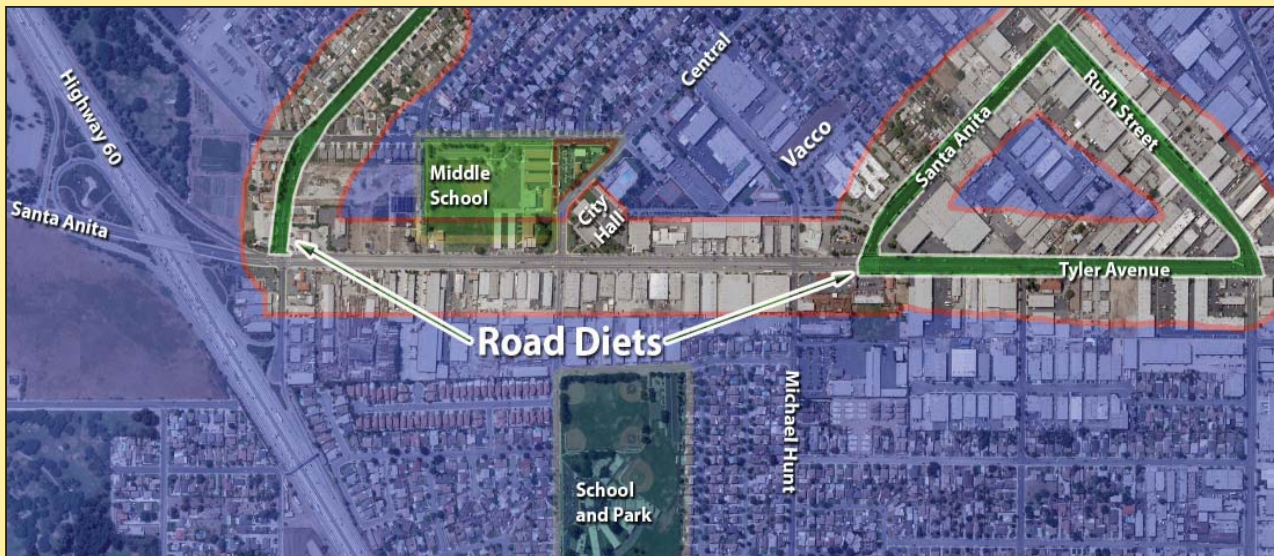 Highway 60
Santa Anita
Middle
School
City
Hall
Central
Vacco
Santa Anita
Rush Street
Tyler Avenue
Road Diets
Michael Hunt
School
and Park